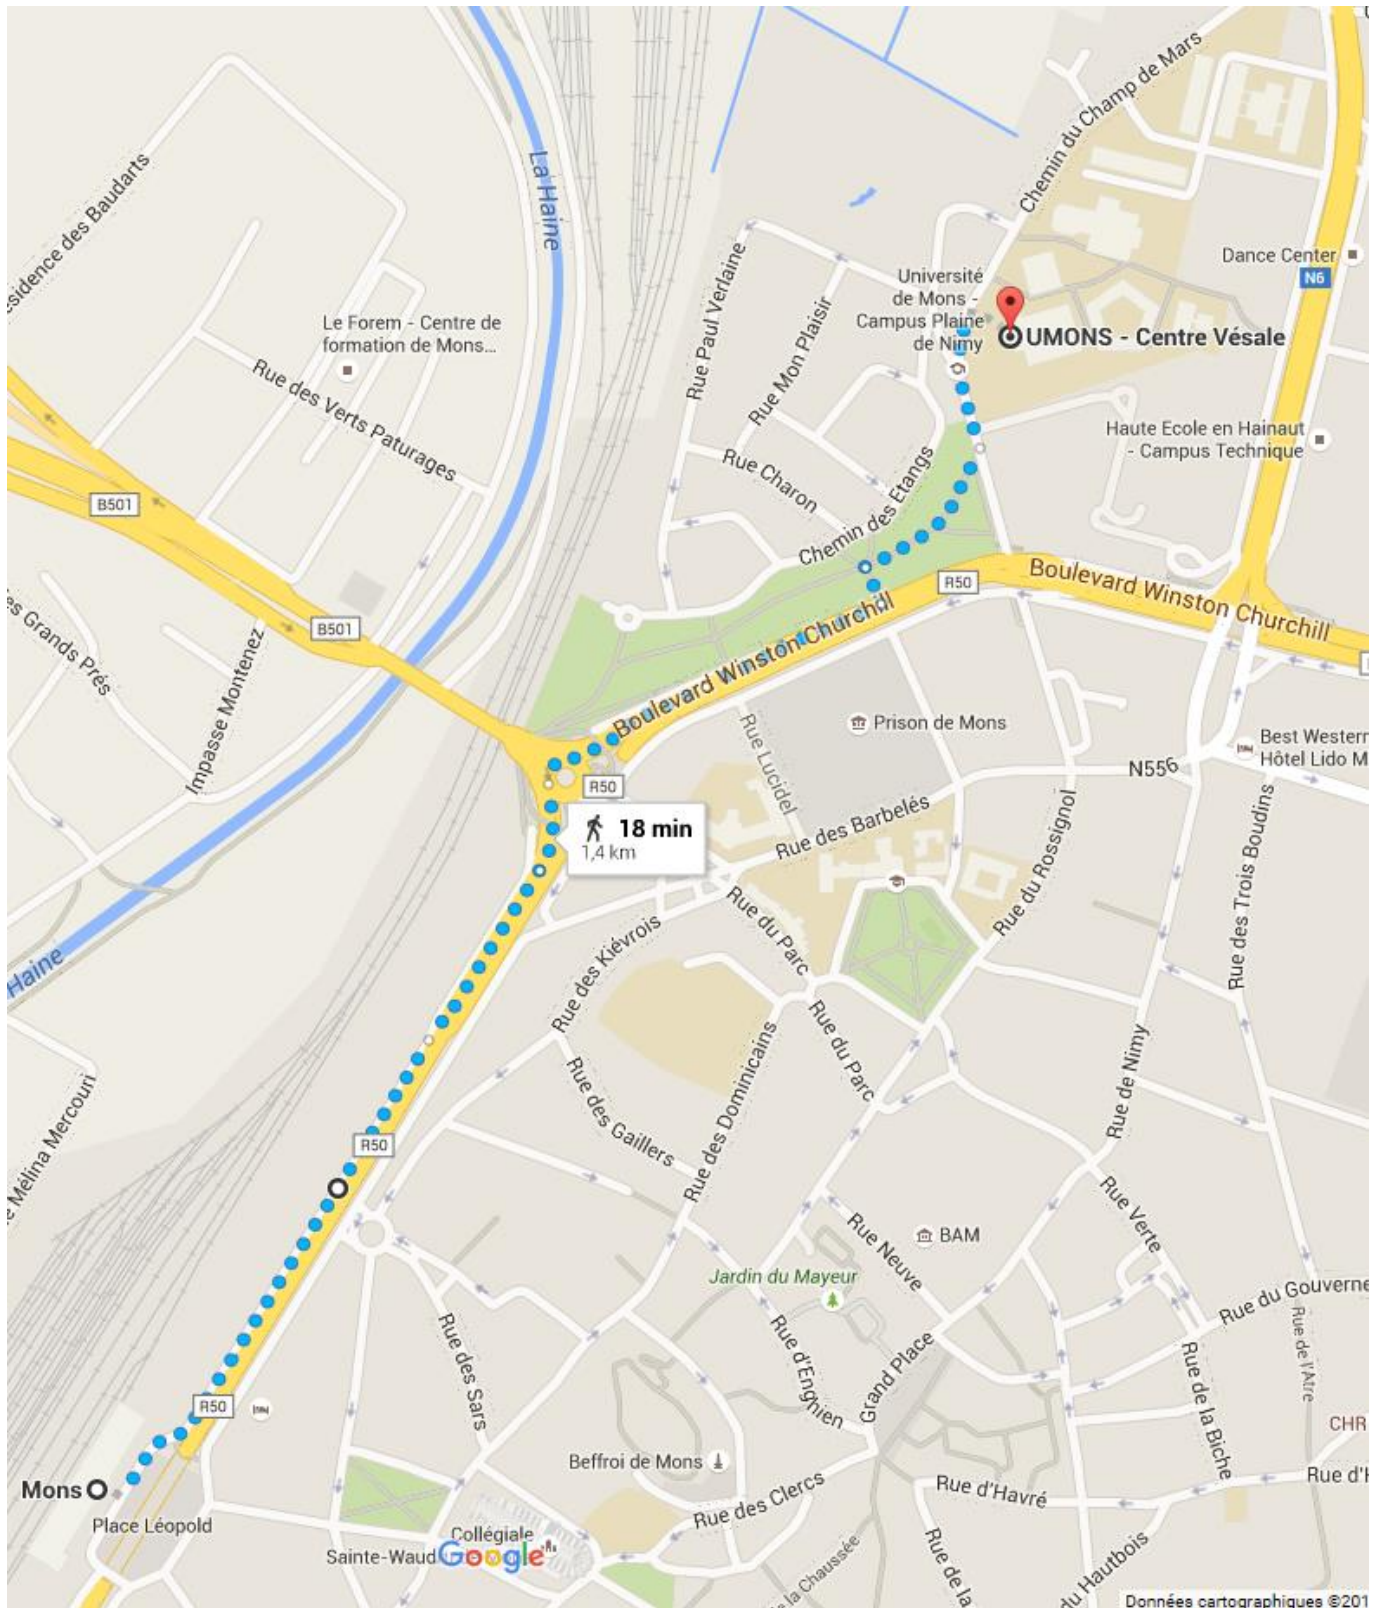 Chemin du Champ de Mars
La Haine
sidence des Baudarts
Dance Center
N6
Université
de Mons -
Campus Plaine
de Nimy
UMONS - Centre Vésale
Rue Paul Verlaine
Rue Mon Plaisir
Le Forem - Centre de
formation de Mons...
Rue des Verts Paturages
Haute Ecole en Hainaut
- Campus Technique
Rue Charon
Chemin des Etangs
B501
R50
Boulevard Winston Churchill
B501
es Grands Prés
Impasse Montenez
Boulevard Winston Churchill
Prison de Mons
Rue Lucidel
Best Western
Hôtel Lido M
N556
R50
18 min
1,4 km
Rue des Barbelés
Rue du Rossignol
Rue des Trois Boudins
Rue du Parc
Rue des Kiévrois
Haine
Rue du Parc
Rue des Dominicains
Rue de Nimy
Rue des Gaillers
e Mélina Mercouri
R50
Rue Verte
Rue Neuve
BAM
Jardin du Mayeur
Rue du Gouverne
Rue de l'Atre
Rue des Sars
Rue d'Enghien
Grand Place
Rue de la Biche
R50
CHR
Beffroi de Mons
Rue d'H
Mons
Rue des Clercs
Rue d'Havré
Place Léopold
Collégiale
Sainte-Waud
Google
e la Chaussée
Rue de la
du Hautbois
Données cartographiques ©201